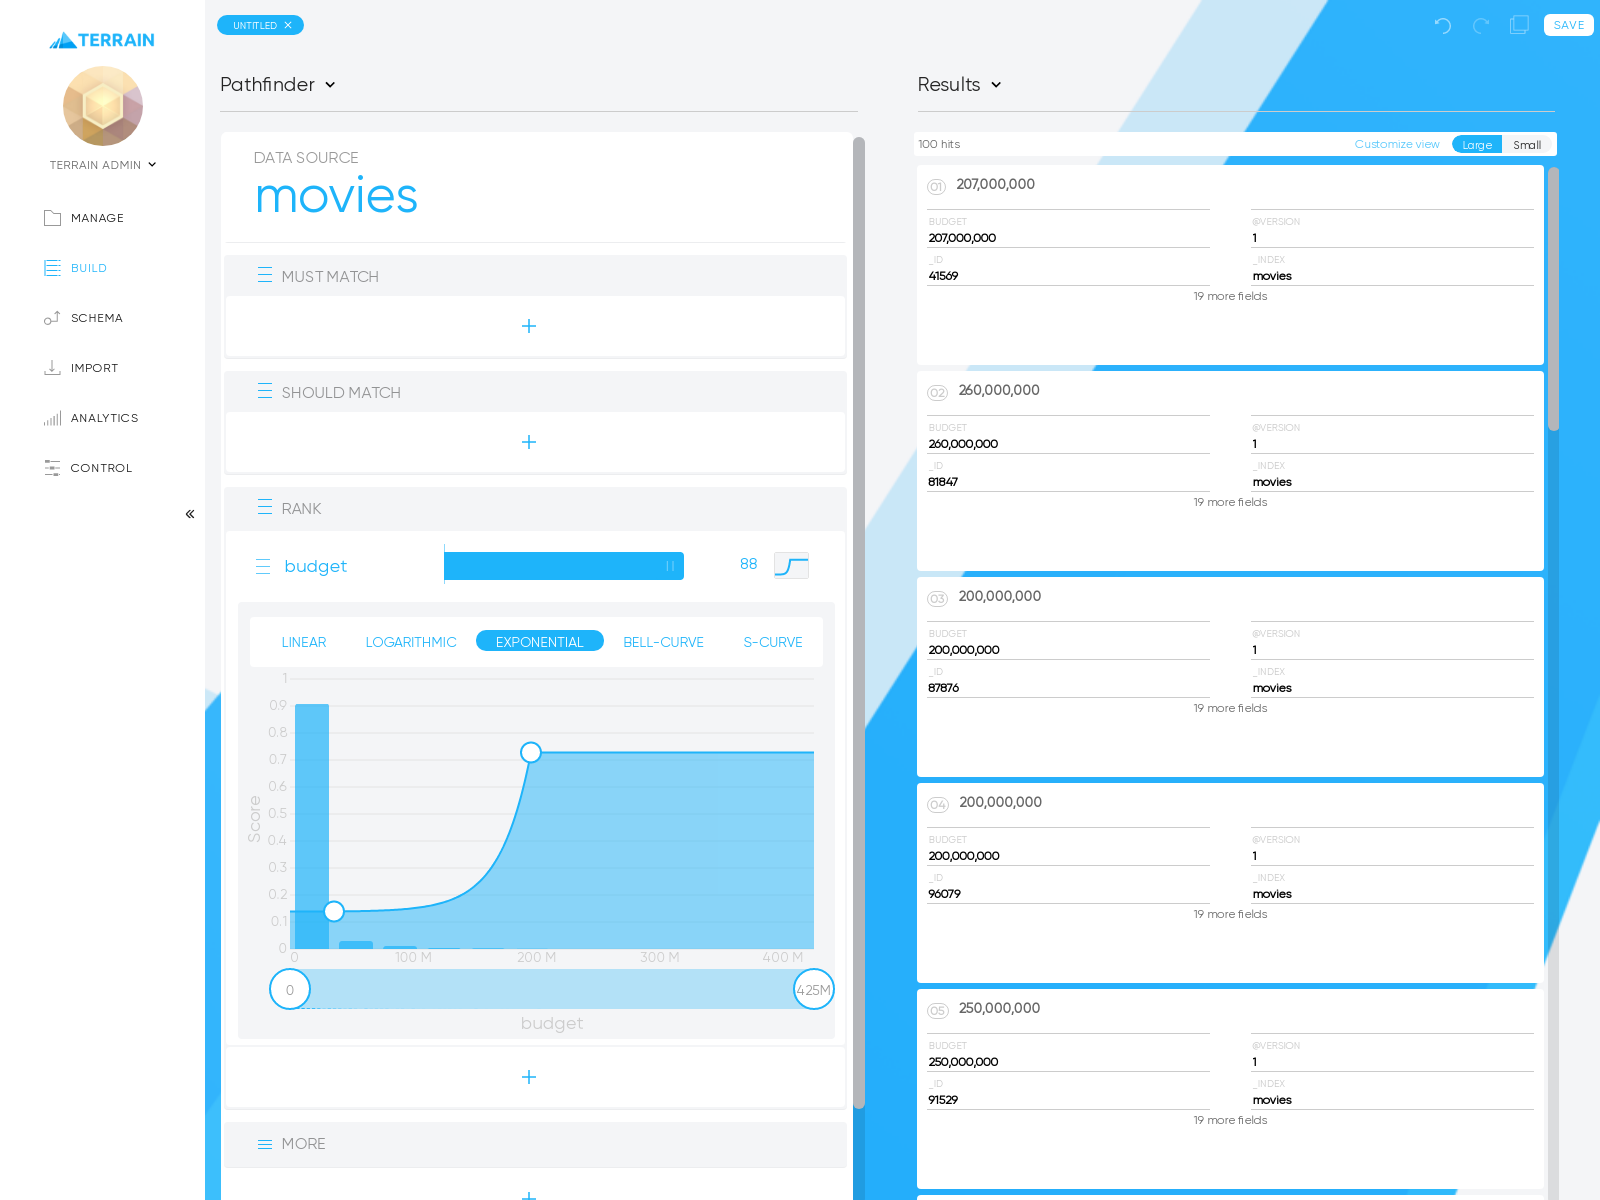 TERRAIN
TERRAIN ADMIN
MANAGE
BUILD
SCHEMA
IMPORT
ANALYTICS
CONTROL
UNTITLED
SAVE
Pathfinder
DATA SOURCE
movies
MUST MATCH
+
SHOULD MATCH
+
RANK
budget 88
LINEAR LOGARITHMIC EXPONENTIAL BELL-CURVE S-CURVE
1
0.9
0.8
0.7
0.6
0.5
0.4
0.3
0.2
0.1
0
Score
0 100 M 200 M 300 M 400 M
0 425M
budget
+
MORE
+
Results
100 hits Customize view Large Small
01 207,000,000
BUDGET @VERSION
207,000,000 1
_ID _INDEX
41569 movies
19 more fields
02 260,000,000
BUDGET @VERSION
260,000,000 1
_ID _INDEX
81847 movies
19 more fields
03 200,000,000
BUDGET @VERSION
200,000,000 1
_ID _INDEX
87876 movies
19 more fields
04 200,000,000
BUDGET @VERSION
200,000,000 1
_ID _INDEX
96079 movies
19 more fields
05 250,000,000
BUDGET @VERSION
250,000,000 1
_ID _INDEX
91529 movies
19 more fields